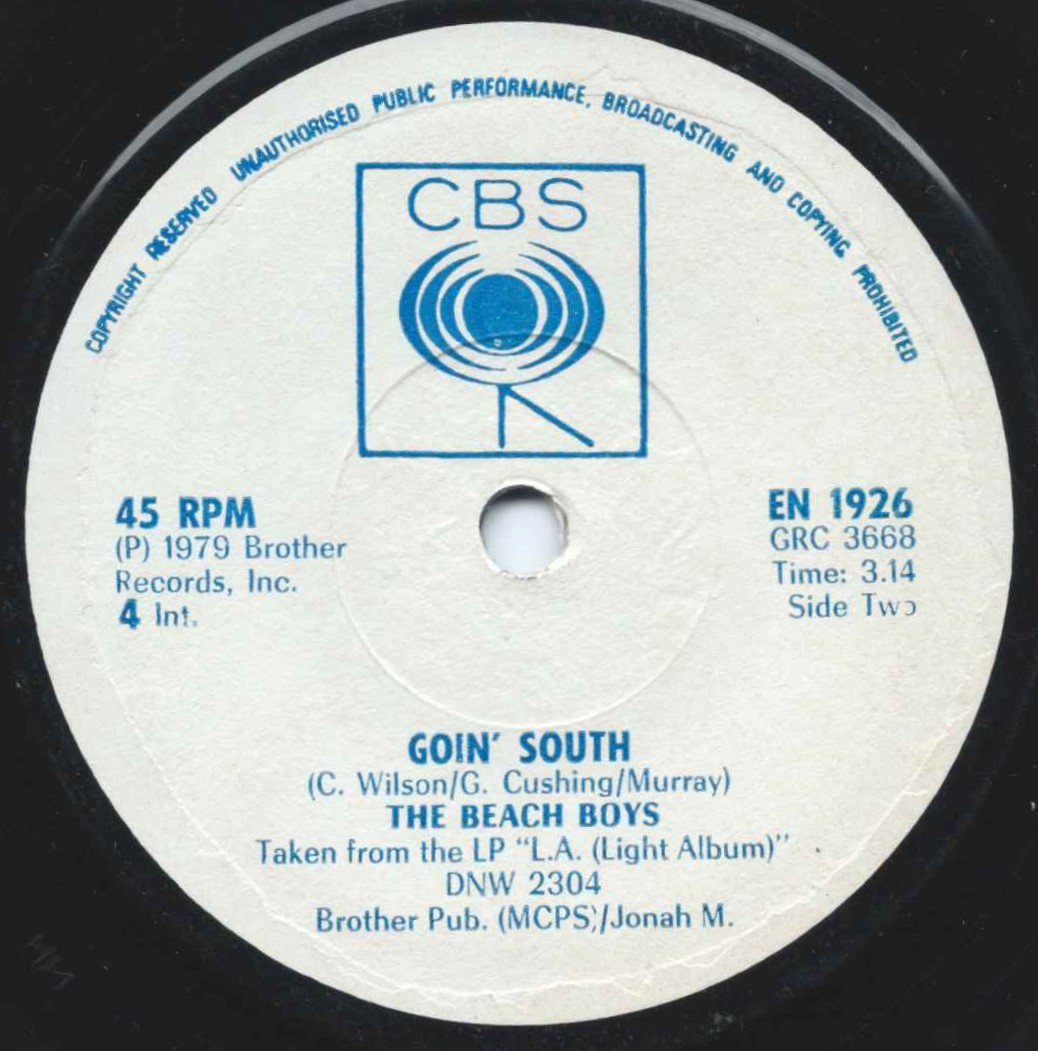 COPYRIGHT RESERVED UNAUTHORISED PUBLIC PERFORMANCE, BROADCASTING AND COPYING PROHIBITED
CBS
45 RPM
(P) 1979 Brother
Records, Inc.
4 Int.
EN 1926
GRC 3668
Time: 3.14
Side Two
GOIN' SOUTH
(C. Wilson/G. Cushing/Murray)
THE BEACH BOYS
Taken from the LP "L.A. (Light Album)"
DNW 2304
Brother Pub. (MCPS)/Jonah M.